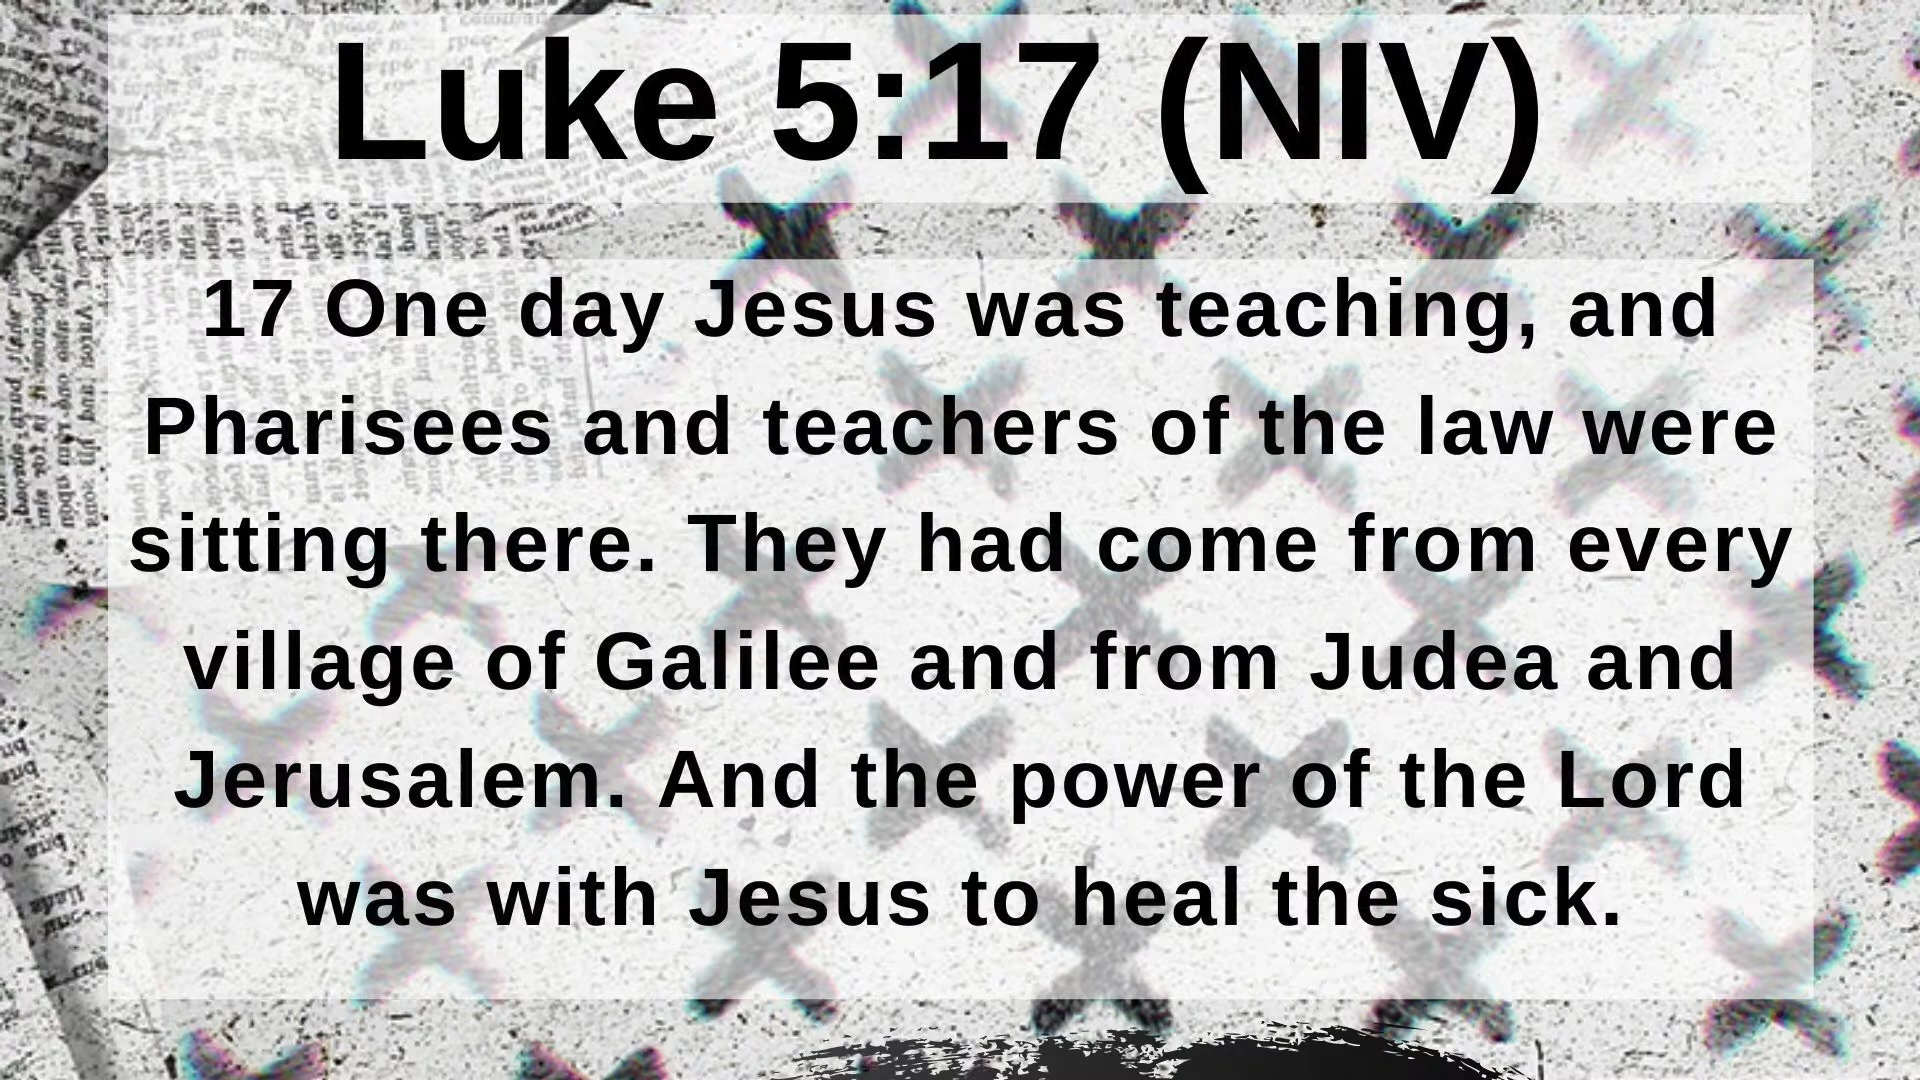 Luke 5:17 (NIV)
17 One day Jesus was teaching, and
Pharisees and teachers of the law were
sitting there. They had come from every
village of Galilee and from Judea and
Jerusalem. And the power of the Lord
was with Jesus to heal the sick.